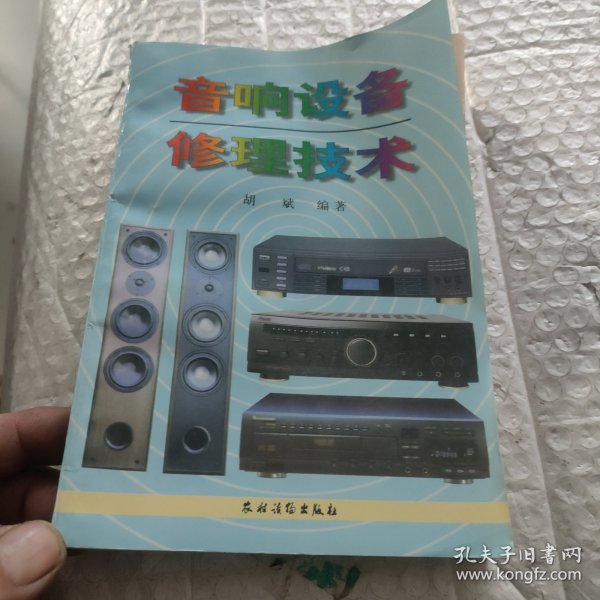 音响设备
修理技术
胡 斌 编著
农村读物出版社
孔夫子旧书网
www.kongfz.com